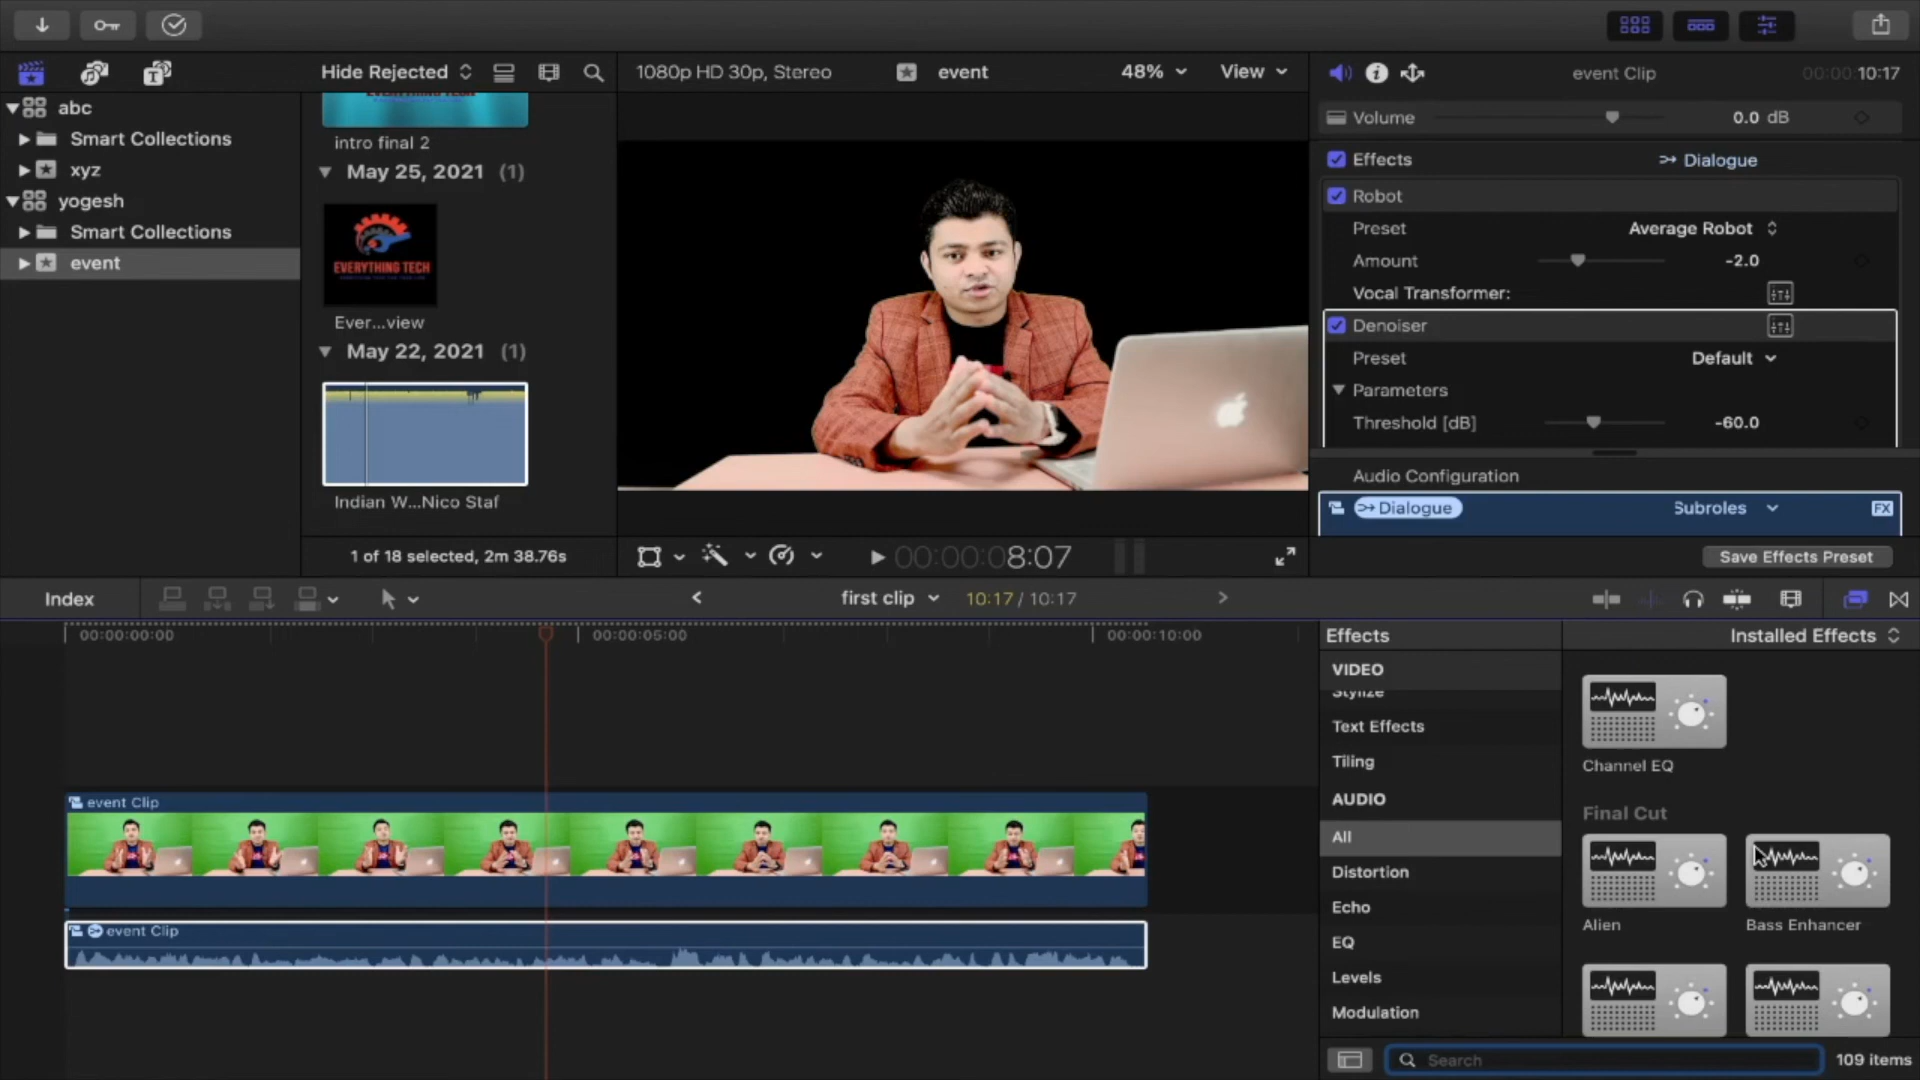 Hide Rejected
1080p HD 30p, Stereo
event
48%
View
event Clip
00:00:10:17
abc
Smart Collections
xyz
yogesh
Smart Collections
event
intro final 2
May 25, 2021 (1)
EVERYTHING TECH
Ever...view
May 22, 2021 (1)
Indian W...Nico Staf
1 of 18 selected, 2m 38.76s
00:00:08:07
Volume
0.0 dB
Effects
Dialogue
Robot
Preset
Average Robot
Amount
-2.0
Vocal Transformer:
Denoiser
Preset
Default
Parameters
Threshold [dB]
-60.0
Audio Configuration
Dialogue
Subroles
FX
Save Effects Preset
Index
first clip
10:17 / 10:17
00:00:00:00
00:00:05:00
00:00:10:00
event Clip
event Clip
Effects
Installed Effects
VIDEO
Stylize
Text Effects
Tiling
AUDIO
All
Distortion
Echo
EQ
Levels
Modulation
Channel EQ
Final Cut
Alien
Bass Enhancer
Search
109 items